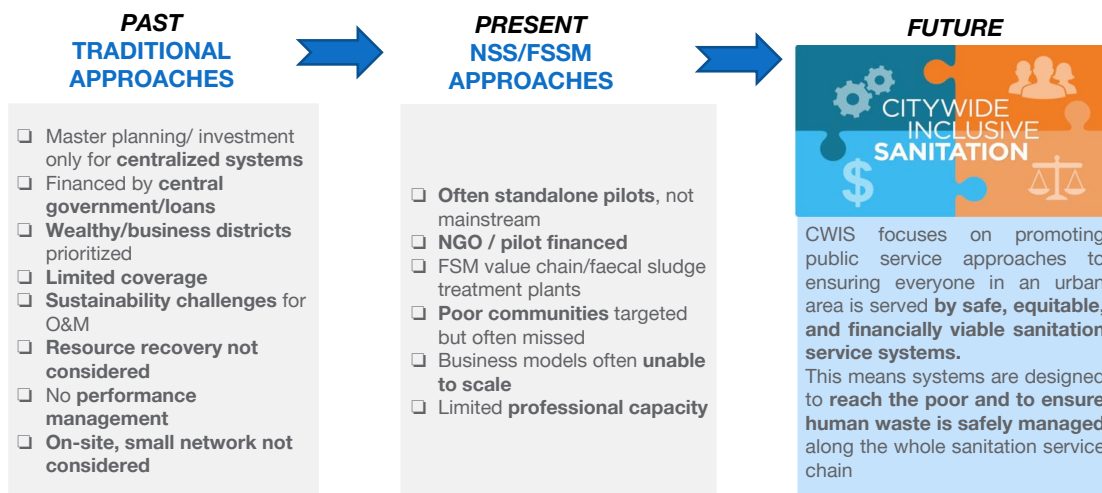 PAST
TRADITIONAL
APPROACHES
❑ Master planning/ investment
only for centralized systems
❑ Financed by central
government/loans
❑ Wealthy/business districts
prioritized
❑ Limited coverage
❑ Sustainability challenges for
O&M
❑ Resource recovery not
considered
❑ No performance
management
❑ On-site, small network not
considered
PRESENT
NSS/FSSM
APPROACHES
❑ Often standalone pilots, not
mainstream
❑ NGO / pilot financed
❑ FSM value chain/faecal sludge
treatment plants
❑ Poor communities targeted
but often missed
❑ Business models often unable
to scale
❑ Limited professional capacity
FUTURE
CITYWIDE
INCLUSIVE
SANITATION
$
CWIS focuses on promoting
public service approaches to
ensuring everyone in an urban
area is served by safe, equitable,
and financially viable sanitation
service systems.
This means systems are designed
to reach the poor and to ensure
human waste is safely managed
along the whole sanitation service
chain